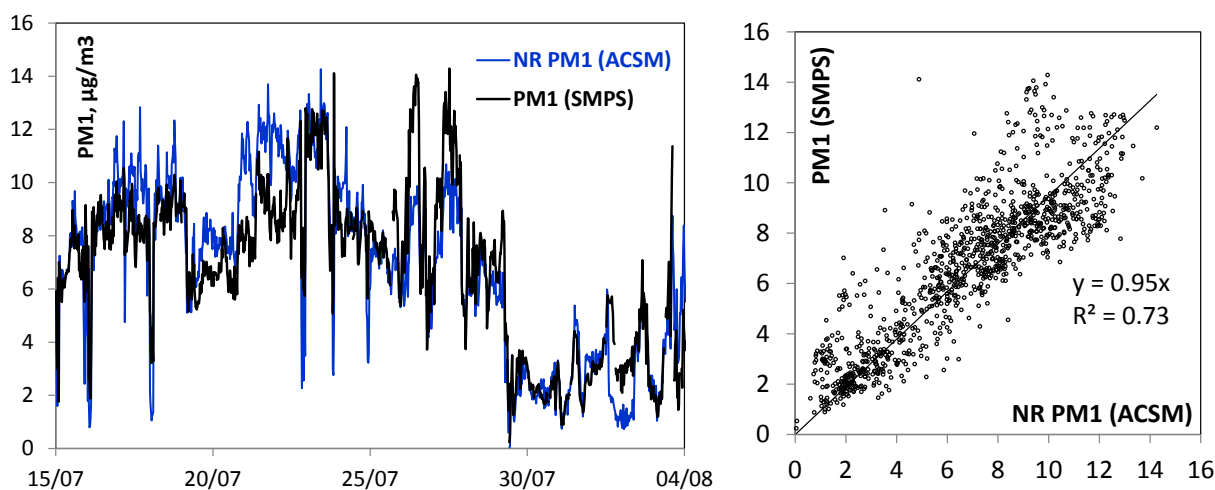 16
14
12
10
8
6
4
2
0
PM1, µg/m3
NR PM1 (ACSM)
PM1 (SMPS)
15/07 20/07 25/07 30/07 04/08
16
14
12
10
8
6
4
2
0
PM1 (SMPS)
y = 0.95x
R² = 0.73
NR PM1 (ACSM)
0 2 4 6 8 10 12 14 16